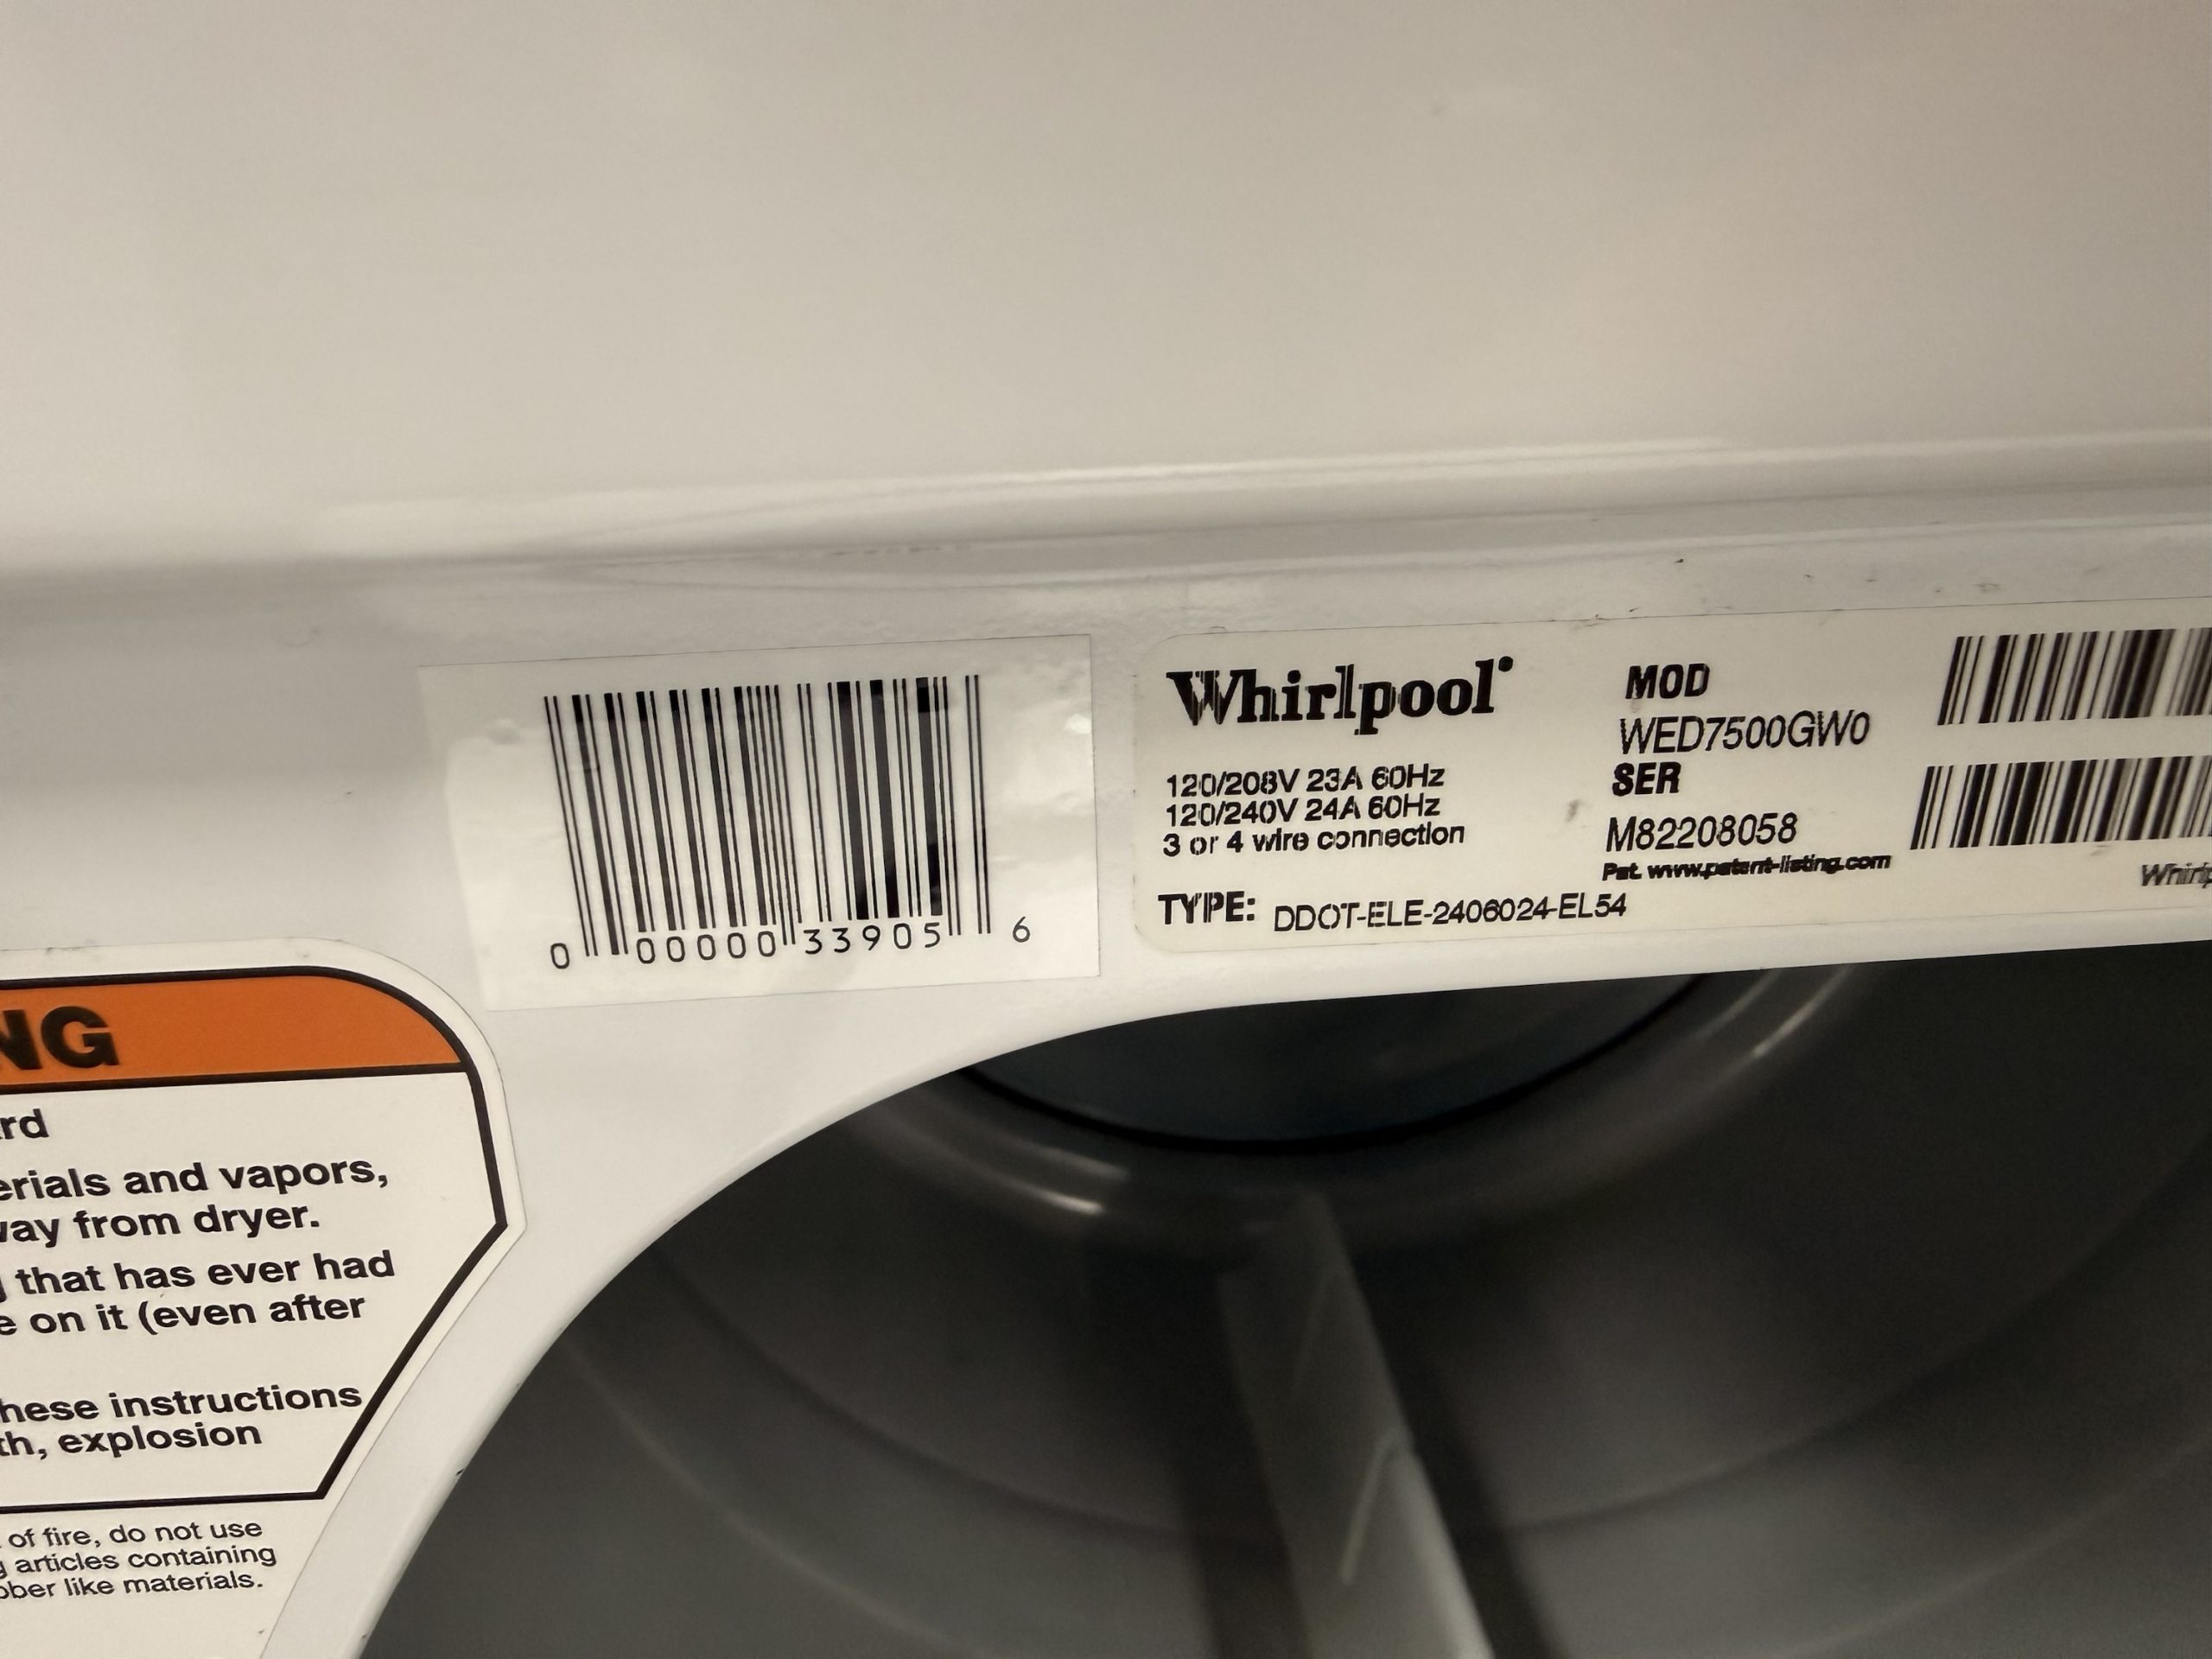 Whirlpool
MOD
WED7500GW0
SER
M82208058
Pat. www.patent-listing.com
120/208V 23A 60Hz
120/240V 24A 60Hz
3 or 4 wire connection
TYPE: DDOT-ELE-2406024-EL54
Whirlp
0 00000 33905 6
NG
rd
erials and vapors,
way from dryer.
that has ever had
e on it (even after
hese instructions
th, explosion
of fire, do not use
g articles containing
bber like materials.